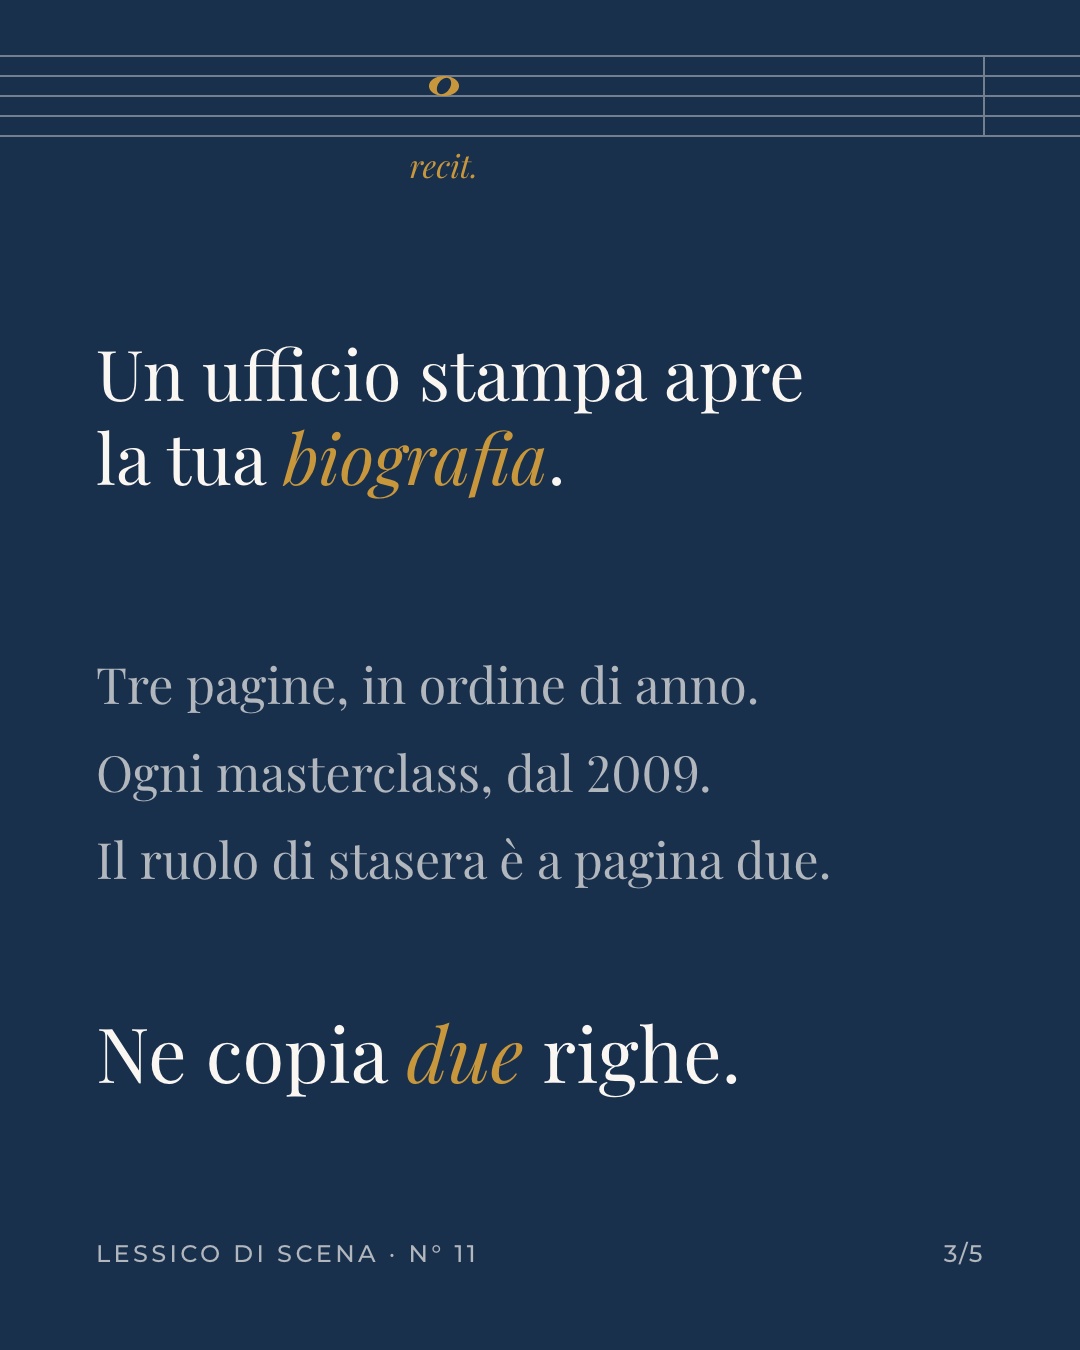 recit.
Un ufficio stampa apre
la tua biografia.
Tre pagine, in ordine di anno.
Ogni masterclass, dal 2009.
Il ruolo di stasera è a pagina due.
Ne copia due righe.
LESSICO DI SCENA · N° 11
3/5